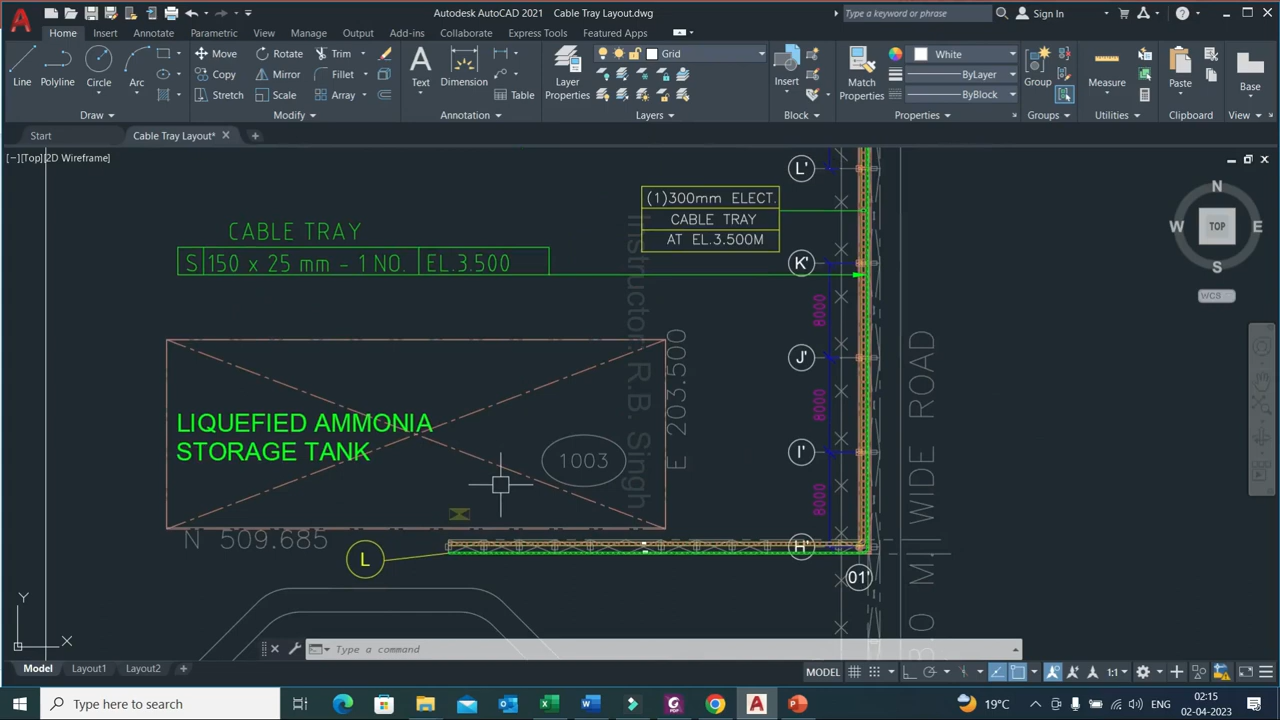 Autodesk AutoCAD 2021 Cable Tray Layout.dwg
Type a keyword or phrase
Sign In
Home Insert Annotate Parametric View Manage Output Add-ins Collaborate Express Tools Featured Apps
Line
Polyline
Circle
Arc
Move
Copy
Stretch
Rotate
Mirror
Scale
Trim
Fillet
Array
Text
Dimension
Table
Layer
Properties
Grid
Insert
Match
Properties
White
ByLayer
ByBlock
Group
Measure
Paste
Base
Draw
Modify
Annotation
Layers
Block
Properties
Groups
Utilities
Clipboard
View
Start
Cable Tray Layout*
[−][Top][2D Wireframe]
N
W
TOP
E
S
WCS
L'
(1)300mm ELECT.
CABLE TRAY
AT EL.3.500M
CABLE TRAY
S 150 x 25 mm - 1 NO. EL.3.500
K'
8000
J'
8000
I'
8000
H'
01'
Instructor: R.B. Singh
E 203.500
LIQUEFIED AMMONIA
STORAGE TANK
1003
N 509.685
L
M. WIDE ROAD
Y
X
Type a command
Model Layout1 Layout2
MODEL
1:1
Type here to search
19°C
ENG
02:15
02-04-2023